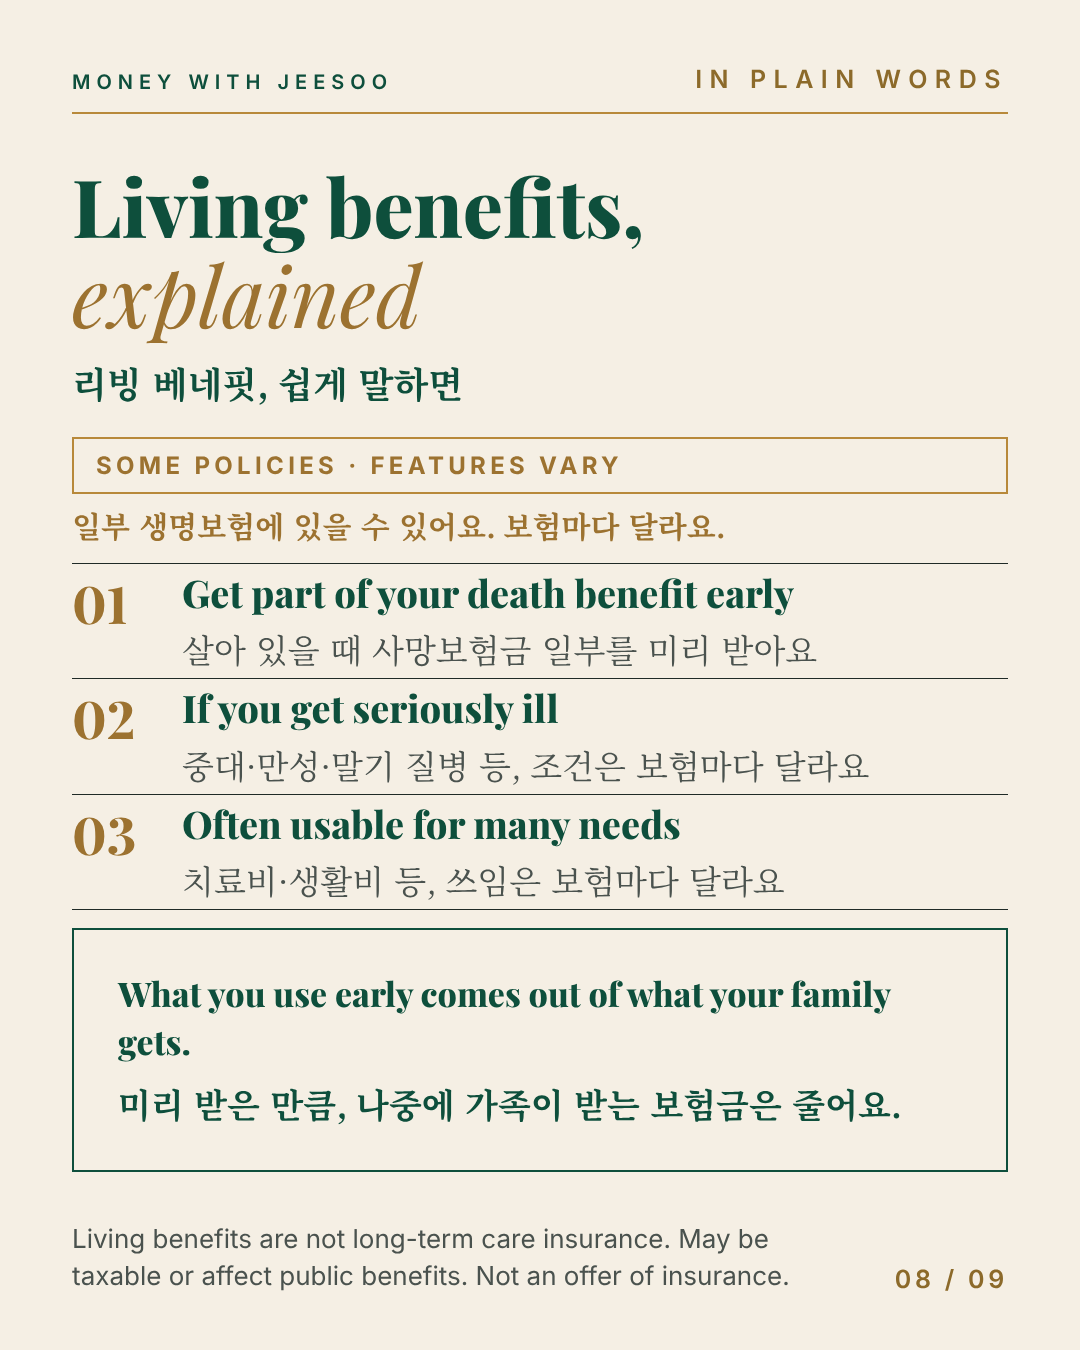 MONEY WITH JEESOO
IN PLAIN WORDS
Living benefits,
explained
리빙 베네핏, 쉽게 말하면
SOME POLICIES · FEATURES VARY
일부 생명보험에 있을 수 있어요. 보험마다 달라요.
01
Get part of your death benefit early
살아 있을 때 사망보험금 일부를 미리 받아요
02
If you get seriously ill
중대·만성·말기 질병 등, 조건은 보험마다 달라요
03
Often usable for many needs
치료비·생활비 등, 쓰임은 보험마다 달라요
What you use early comes out of what your family
gets.
미리 받은 만큼, 나중에 가족이 받는 보험금은 줄어요.
Living benefits are not long-term care insurance. May be
taxable or affect public benefits. Not an offer of insurance.
08 / 09